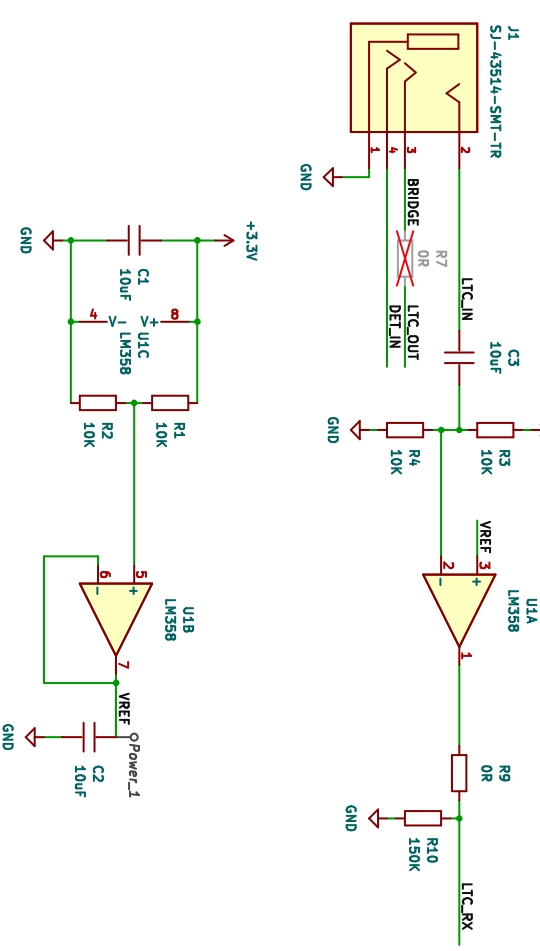 J1
SJ-43514-SMT-TR
1
4
3
2
GND
BRIDGE
R7
0R
LTC_IN
DET_IN
LTC_OUT
C3
10uF
GND
R4
10K
R3
10K
VREF
2
3
-
+
U1A
LM358
1
R9
0R
GND
R10
150K
LTC_RX
+3.3V
GND
C1
10uF
4
V-
V+
8
U1C
LM358
R2
10K
R1
10K
6
5
-
+
U1B
LM358
7
VREF
Power_1
GND
C2
10uF